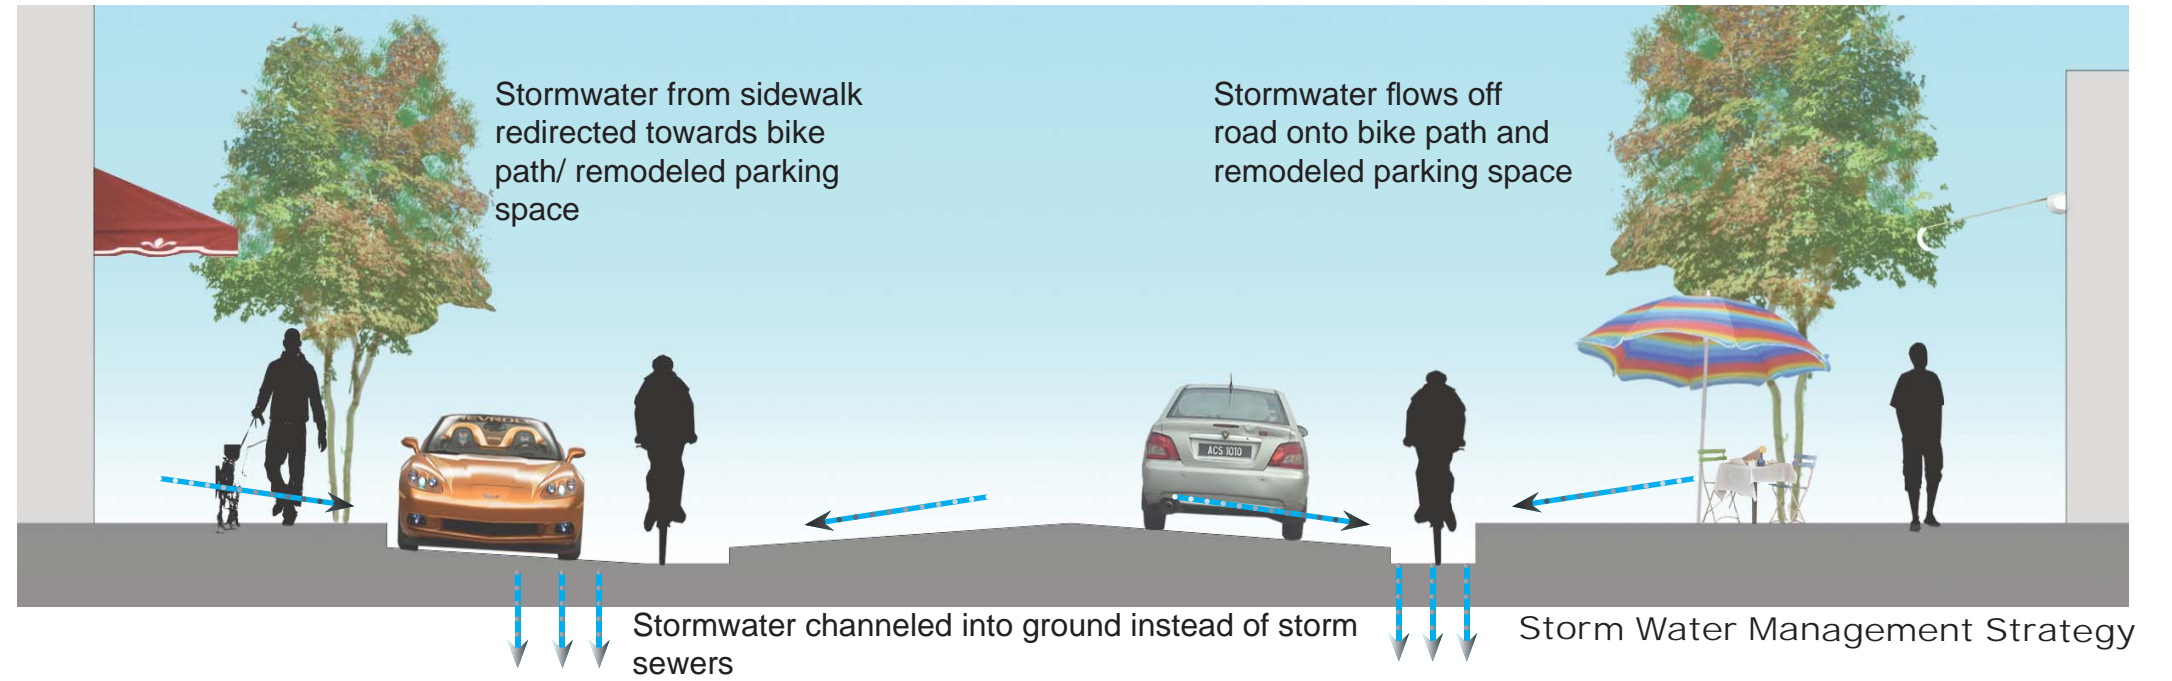 Stormwater from sidewalk
redirected towards bike
path/ remodeled parking
space
Stormwater flows off
road onto bike path and
remodeled parking space
ACS 1010
Stormwater channeled into ground instead of storm
sewers
Storm Water Management Strategy